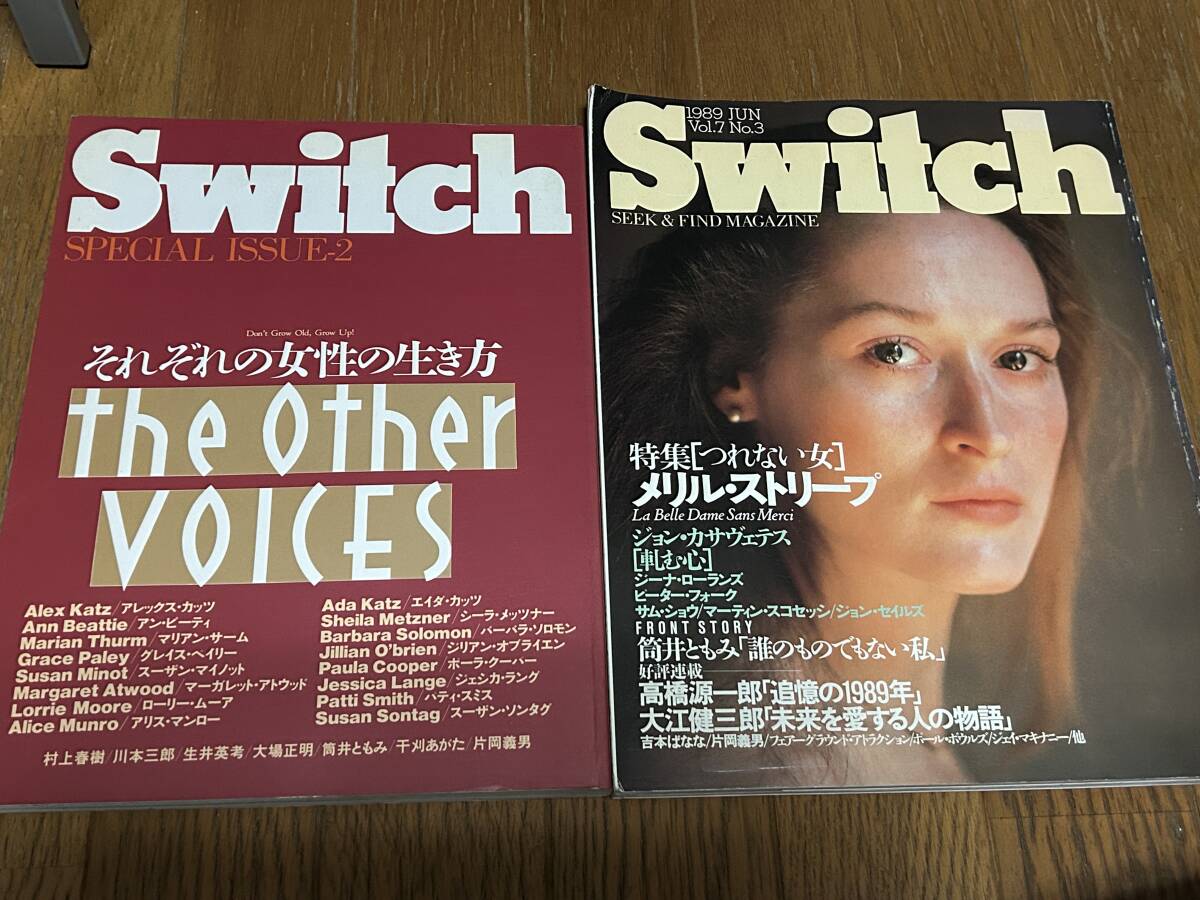 Switch
SPECIAL ISSUE-2
Don't Grow Old, Grow Up!
それぞれの女性の生き方
the Other
VOICES
Alex Katz/アレックス・カッツ
Ann Beattie/アン・ビーティ
Marian Thurm/マリアン・サーム
Grace Paley/グレイス・ペイリー
Susan Minot/スーザン・マイノット
Margaret Atwood/マーガレット・アトウッド
Lorrie Moore/ローリー・ムーア
Alice Munro/アリス・マンロー
Ada Katz/エイダ・カッツ
Sheila Metzner/シーラ・メッツナー
Barbara Solomon/バーバラ・ソロモン
Jillian O'brien/ジリアン・オブライエン
Paula Cooper/ポーラ・クーパー
Jessica Lange/ジェシカ・ラング
Patti Smith/パティ・スミス
Susan Sontag/スーザン・ソンタグ
村上春樹/川本三郎/生井英考/大場正明/筒井ともみ/干刈あがた/片岡義男
1989 JUN
Vol.7 No.3
Switch
SEEK & FIND MAGAZINE
特集[つれない女]
メリル・ストリープ
La Belle Dame Sans Merci
ジョン・カサヴェテス
[軋む心]
ジーナ・ローランズ
ピーター・フォーク
サム・ショウ/マーティン・スコセッシ/ジョン・セイルズ
FRONT STORY
筒井ともみ「誰のものでもない私」
好評連載
高橋源一郎「追憶の1989年」
大江健三郎「未来を愛する人の物語」
吉本ばなな/片岡義男/フェアーグラウンド・アトラクション/ポール・ボウルズ/ジェイ・マキナニー/他